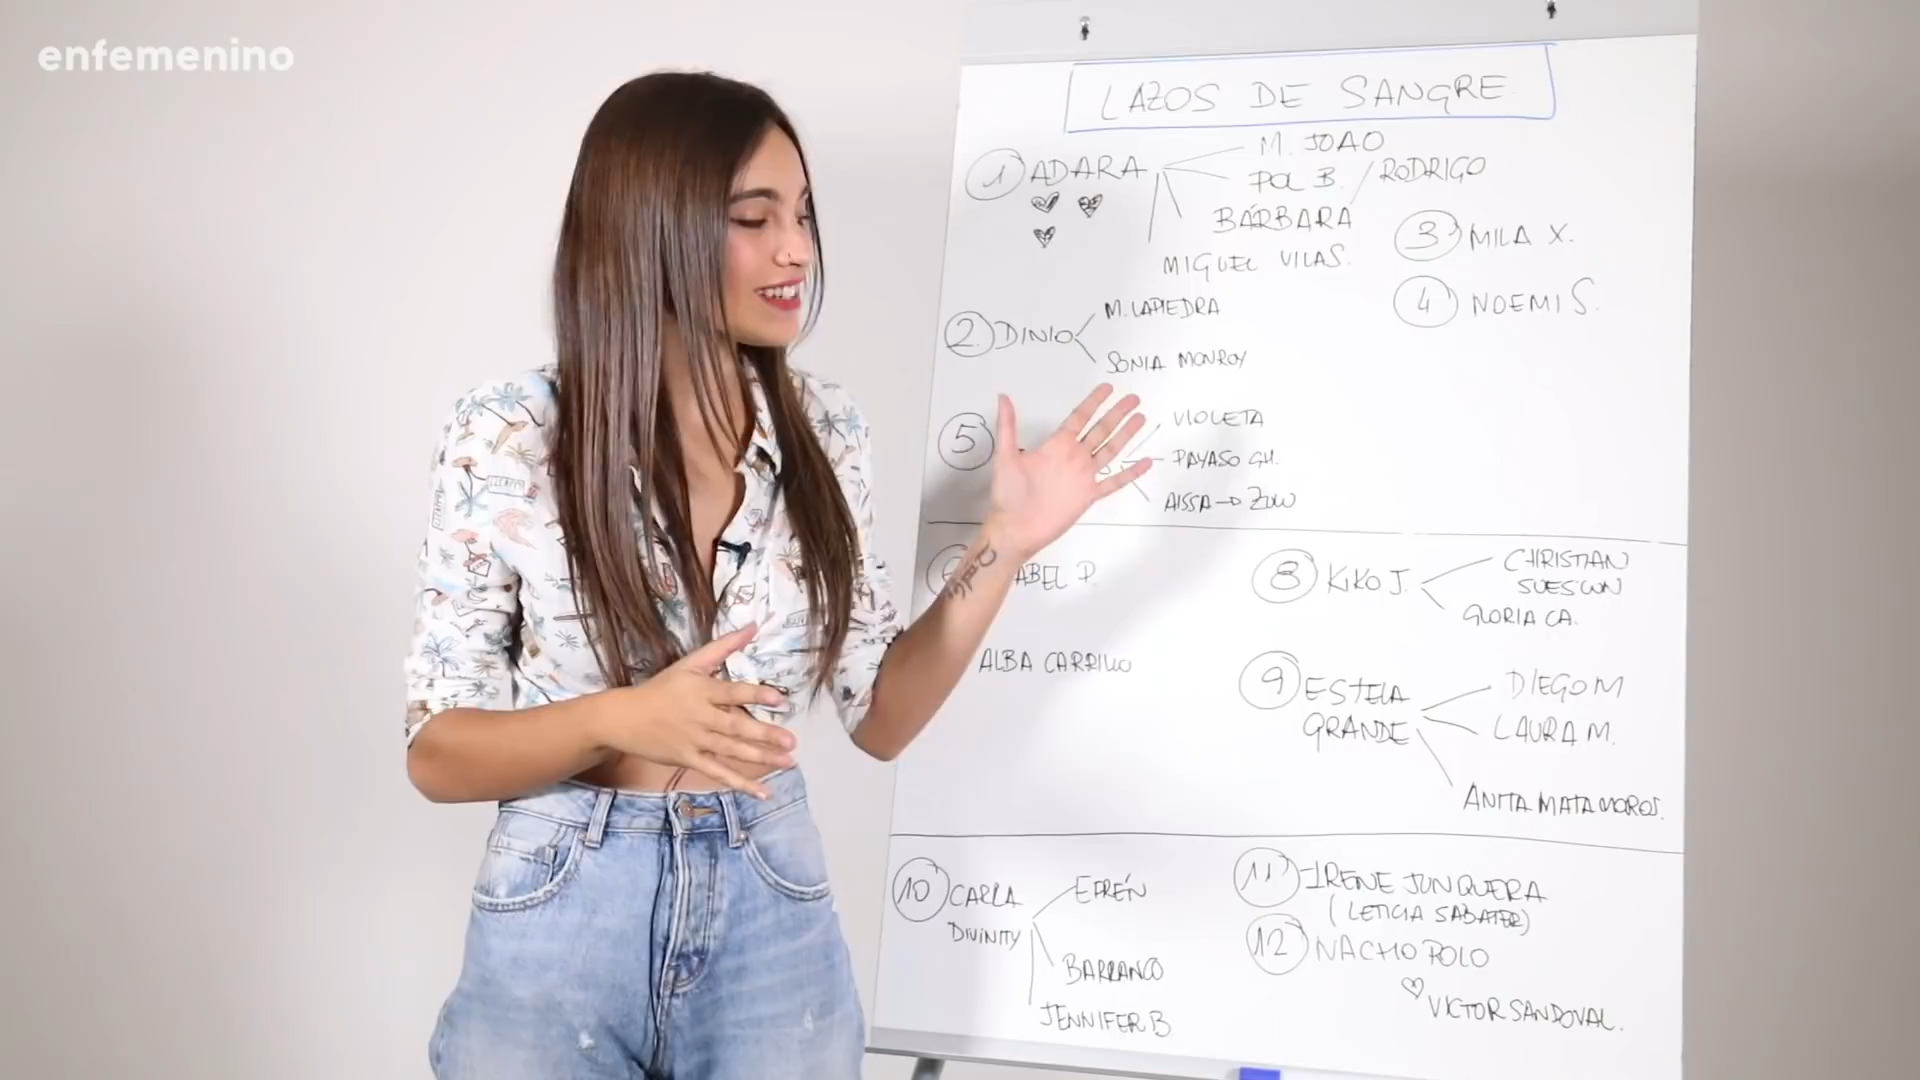 enfemenino
LAZOS DE SANGRE
1 ADARA
M. JOAO
POL B.
RODRIGO
BÁRBARA
MIGUEL VILAS.
3 MILA X.
4 NOEMI S.
2 DINIO
M. LAPIEDRA
SONIA MONROY
5
VIOLETA
PAYASO GH.
AISSA → ZULU
ABEL P.
ALBA CARRILLO
8 KIKO J.
CHRISTIAN
SUESCUN
GLORIA CA.
9 ESTELA
GRANDE
DIEGO M
LAURA M.
ANITA MATAMOROS.
10 CARLA
DIVINITY
EFRÉN
BARRANCO
JENNIFER B
11 IRENE JUNQUERA
(LETICIA SABATER)
12 NACHO POLO
♡ VICTOR SANDOVAL.